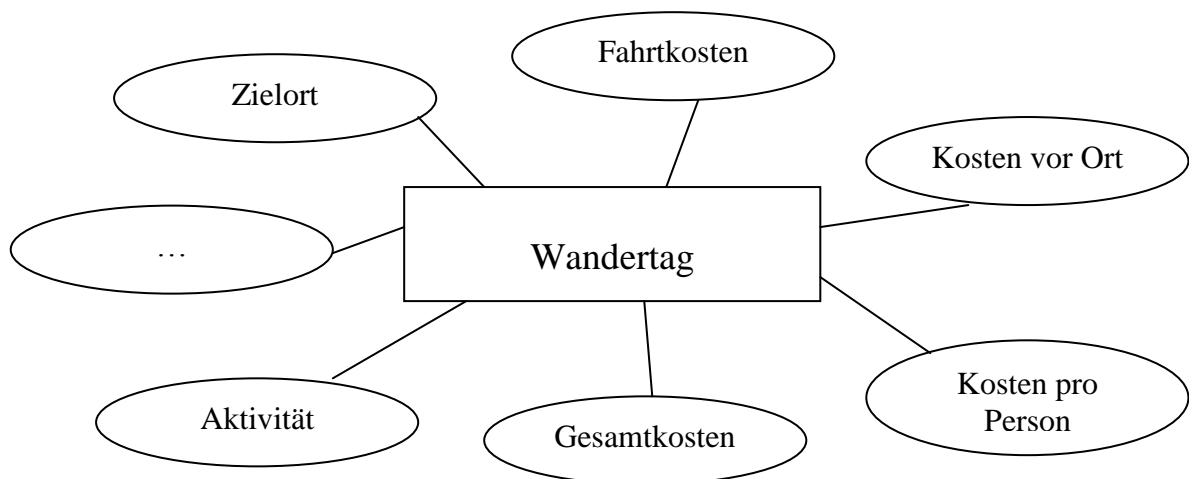 Fahrtkosten
Zielort
Kosten vor Ort
…
Wandertag
Kosten pro
Person
Aktivität
Gesamtkosten